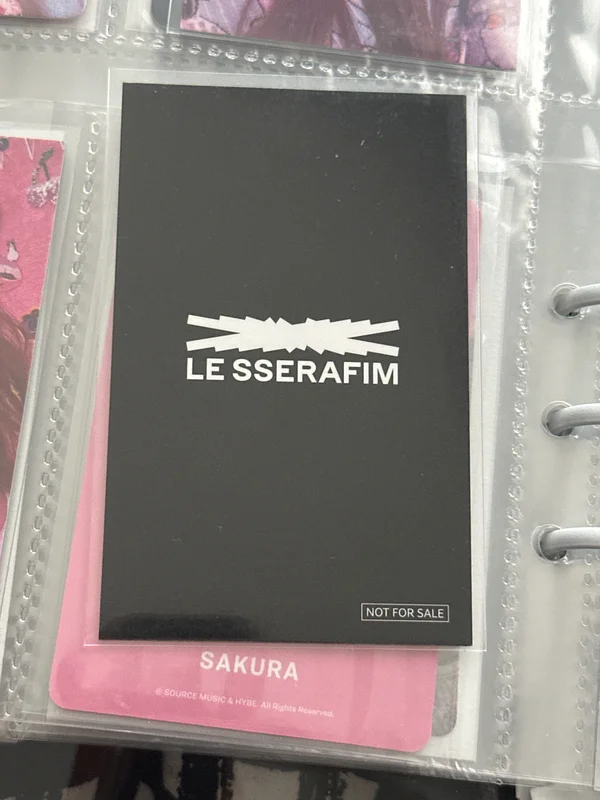 LE SSERAFIM
NOT FOR SALE
SAKURA
© SOURCE MUSIC & HYBE. All Rights Reserved.